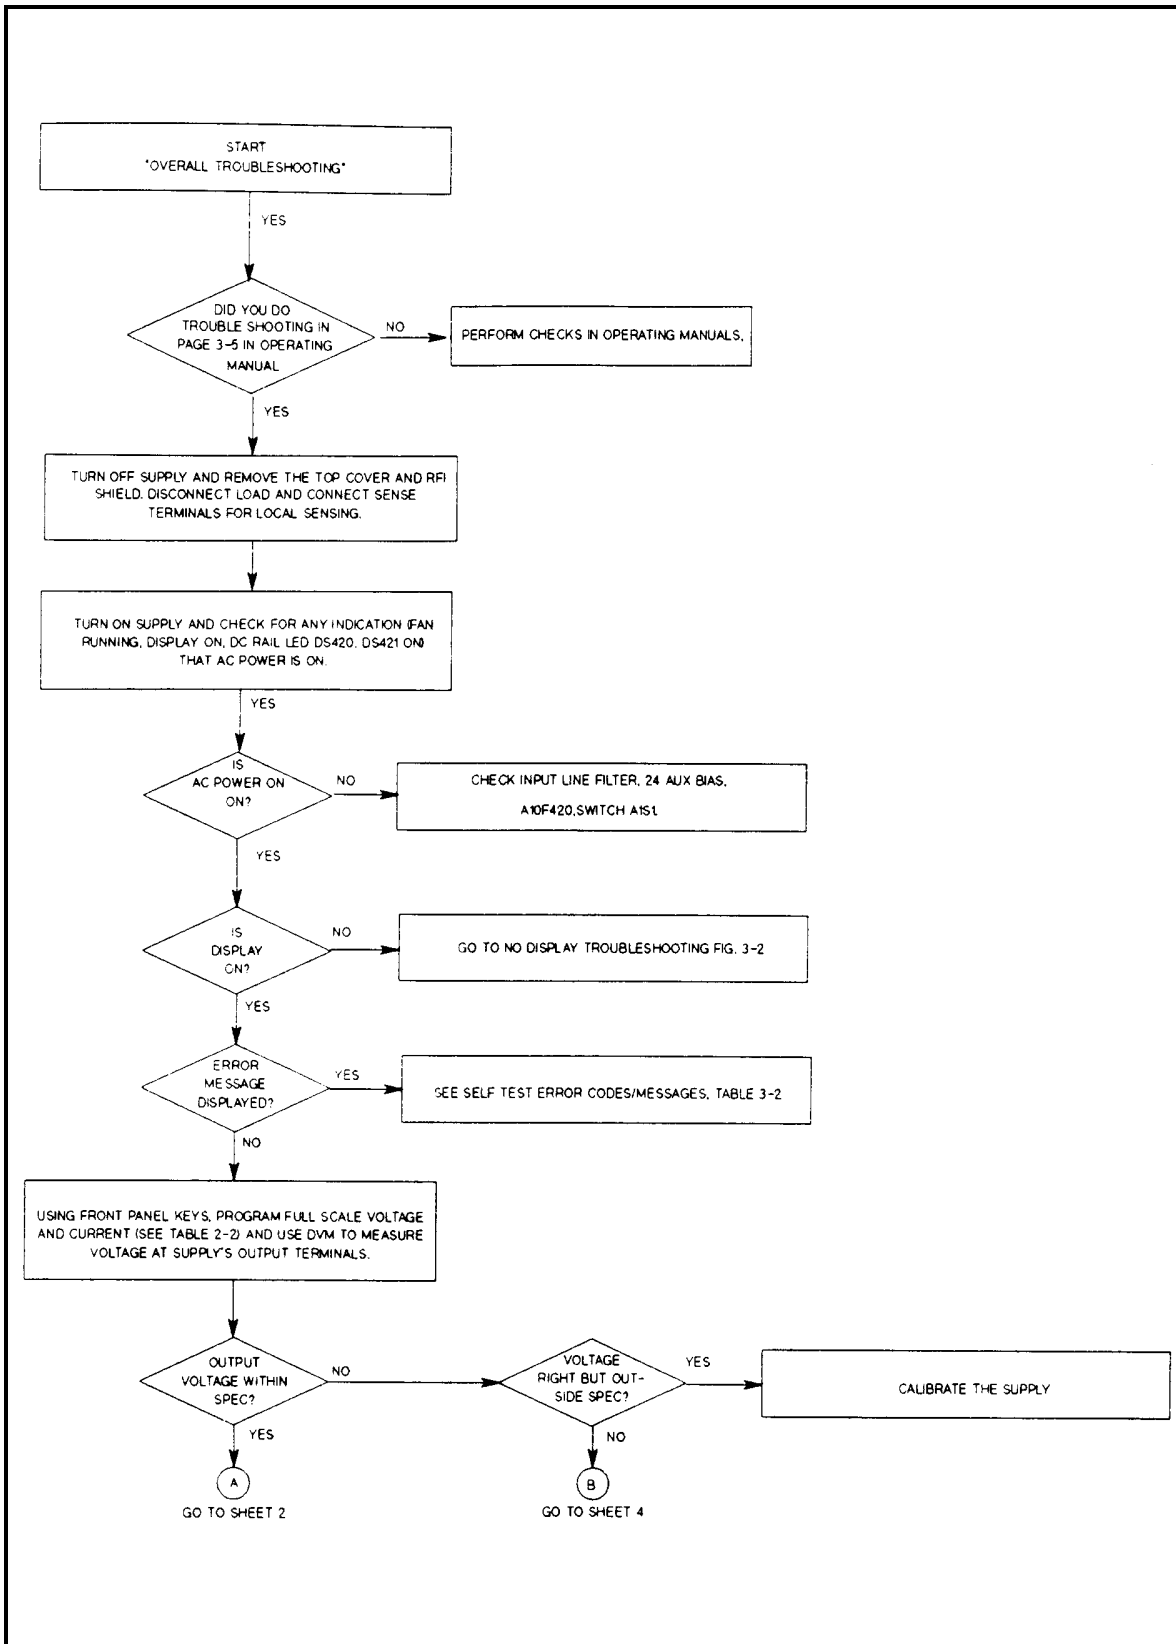 START
"OVERALL TROUBLESHOOTING"
YES
DID YOU DO
TROUBLE SHOOTING IN
PAGE 3-5 IN OPERATING
MANUAL
NO
PERFORM CHECKS IN OPERATING MANUALS.
YES
TURN OFF SUPPLY AND REMOVE THE TOP COVER AND RFI
SHIELD. DISCONNECT LOAD AND CONNECT SENSE
TERMINALS FOR LOCAL SENSING.
TURN ON SUPPLY AND CHECK FOR ANY INDICATION (FAN
RUNNING, DISPLAY ON, DC RAIL LED DS420, DS421 ON)
THAT AC POWER IS ON.
YES
IS
AC POWER ON
ON?
NO
CHECK INPUT LINE FILTER, 24 AUX BIAS,
A10F420,SWITCH A1S1.
YES
IS
DISPLAY
ON?
NO
GO TO NO DISPLAY TROUBLESHOOTING FIG. 3-2
YES
ERROR
MESSAGE
DISPLAYED?
YES
SEE SELF TEST ERROR CODES/MESSAGES, TABLE 3-2
NO
USING FRONT PANEL KEYS, PROGRAM FULL SCALE VOLTAGE
AND CURRENT (SEE TABLE 2-2) AND USE DVM TO MEASURE
VOLTAGE AT SUPPLY'S OUTPUT TERMINALS.
OUTPUT
VOLTAGE WITHIN
SPEC?
NO
VOLTAGE
RIGHT BUT OUT-
SIDE SPEC?
YES
CALIBRATE THE SUPPLY
YES
NO
A
B
GO TO SHEET 2
GO TO SHEET 4